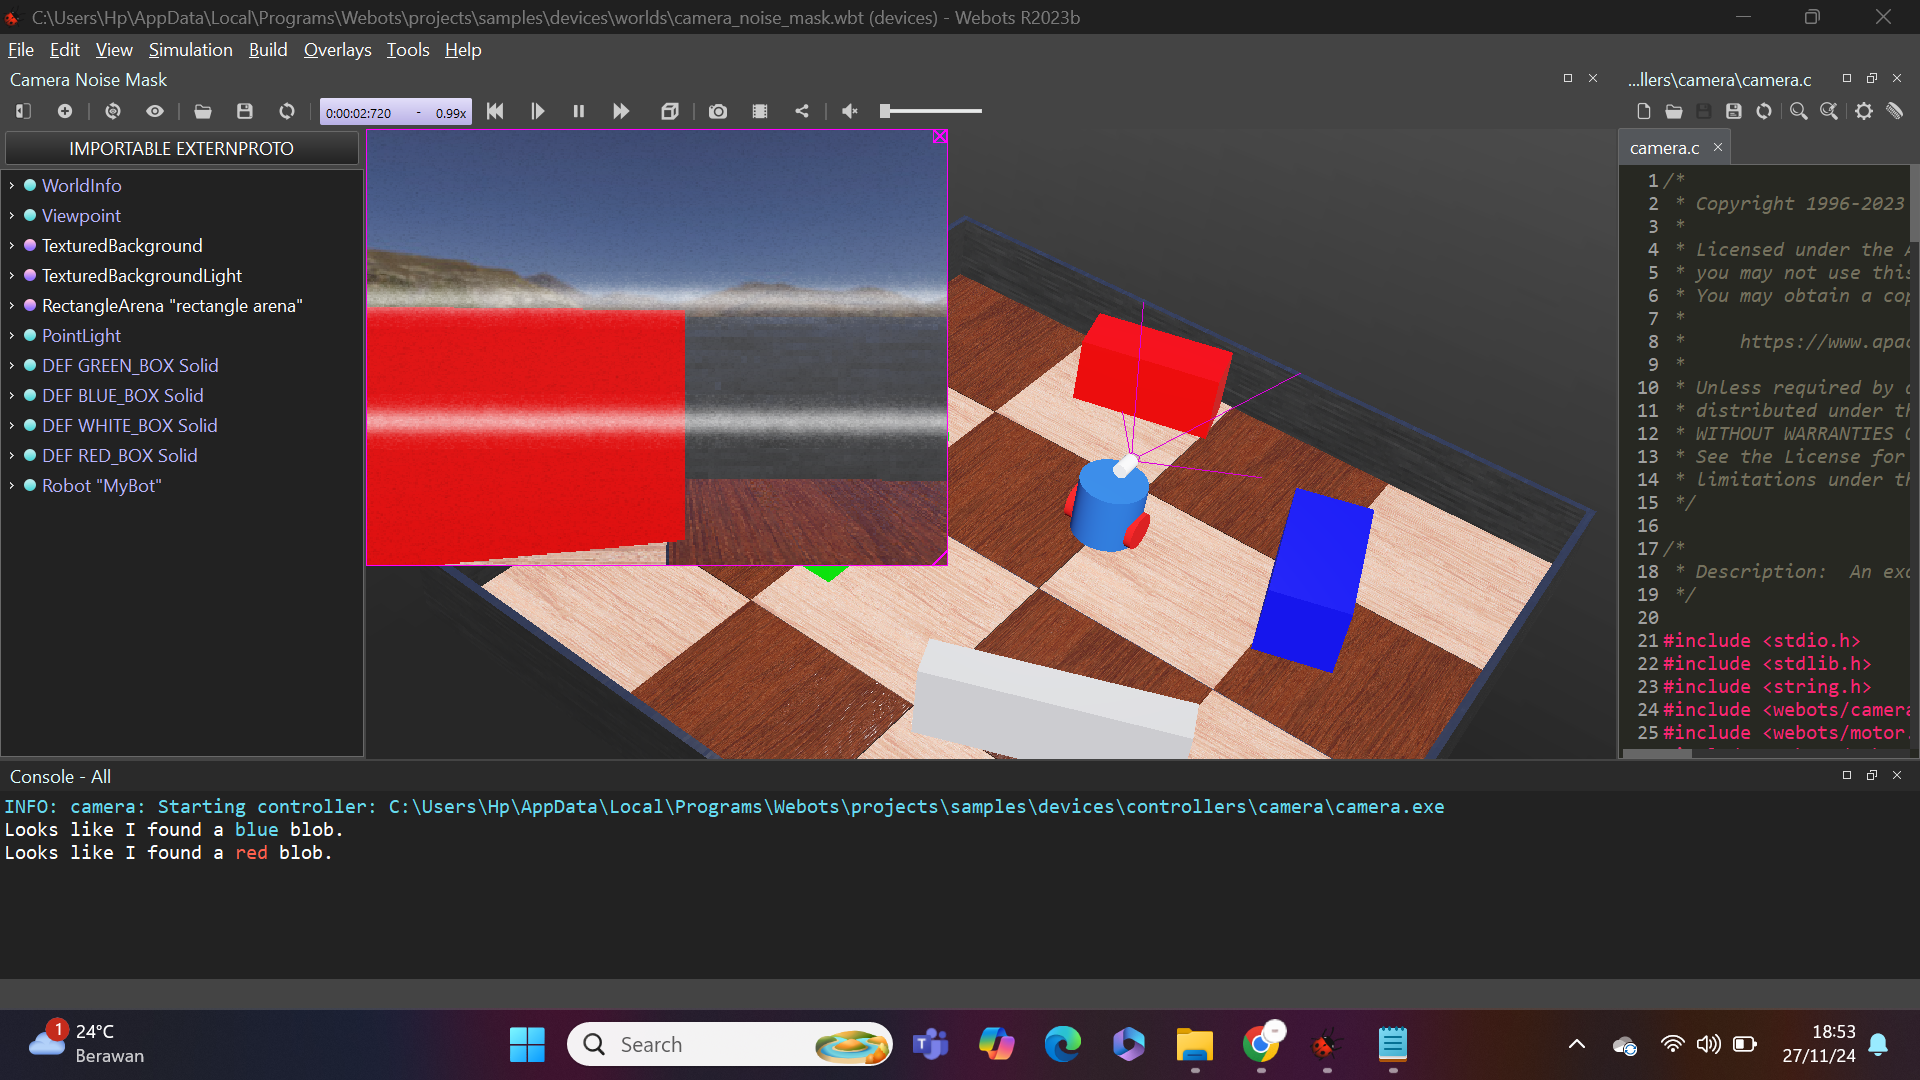 C:\Users\Hp\AppData\Local\Programs\Webots\projects\samples\devices\worlds\camera_noise_mask.wbt (devices) - Webots R2023b
File Edit View Simulation Build Overlays Tools Help
Camera Noise Mask
...llers\camera\camera.c
0:00:02:720 - 0.99x
IMPORTABLE EXTERNPROTO
WorldInfo
Viewpoint
TexturedBackground
TexturedBackgroundLight
RectangleArena "rectangle arena"
PointLight
DEF GREEN_BOX Solid
DEF BLUE_BOX Solid
DEF WHITE_BOX Solid
DEF RED_BOX Solid
Robot "MyBot"
camera.c
1 /*
2 * Copyright 1996-2023
3 *
4 * Licensed under the A
5 * you may not use this
6 * You may obtain a cop
7 *
8 * https://www.apac
9 *
10 * Unless required by a
11 * distributed under th
12 * WITHOUT WARRANTIES O
13 * See the License for
14 * limitations under th
15 */
16
17 /*
18 * Description: An exa
19 */
20
21 #include <stdio.h>
22 #include <stdlib.h>
23 #include <string.h>
24 #include <webots/camera
25 #include <webots/motor.
Console - All
INFO: camera: Starting controller: C:\Users\Hp\AppData\Local\Programs\Webots\projects\samples\devices\controllers\camera\camera.exe
Looks like I found a blue blob.
Looks like I found a red blob.
1
24°C
Berawan
Search
18:53
27/11/24